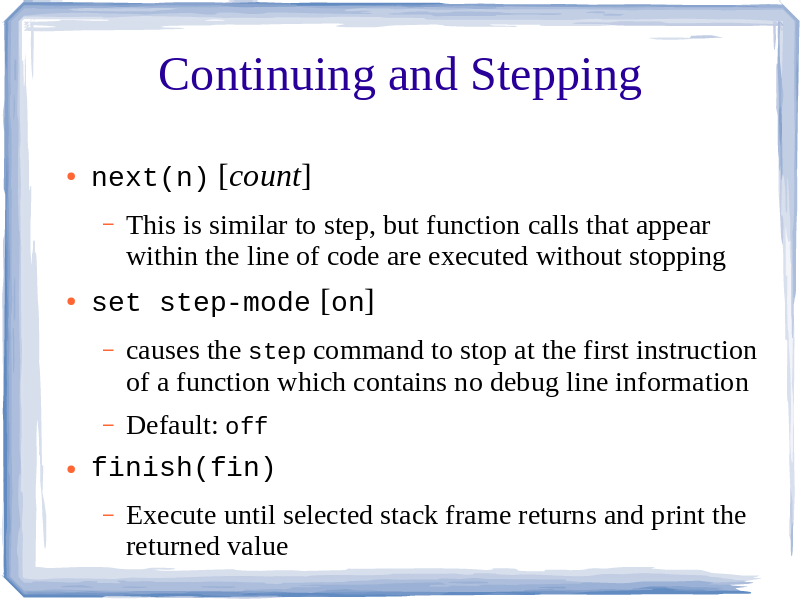 Continuing and Stepping
• next(n) [count]
– This is similar to step, but function calls that appear
within the line of code are executed without stopping
• set step-mode [on]
– causes the step command to stop at the first instruction
of a function which contains no debug line information
– Default: off
• finish(fin)
– Execute until selected stack frame returns and print the
returned value